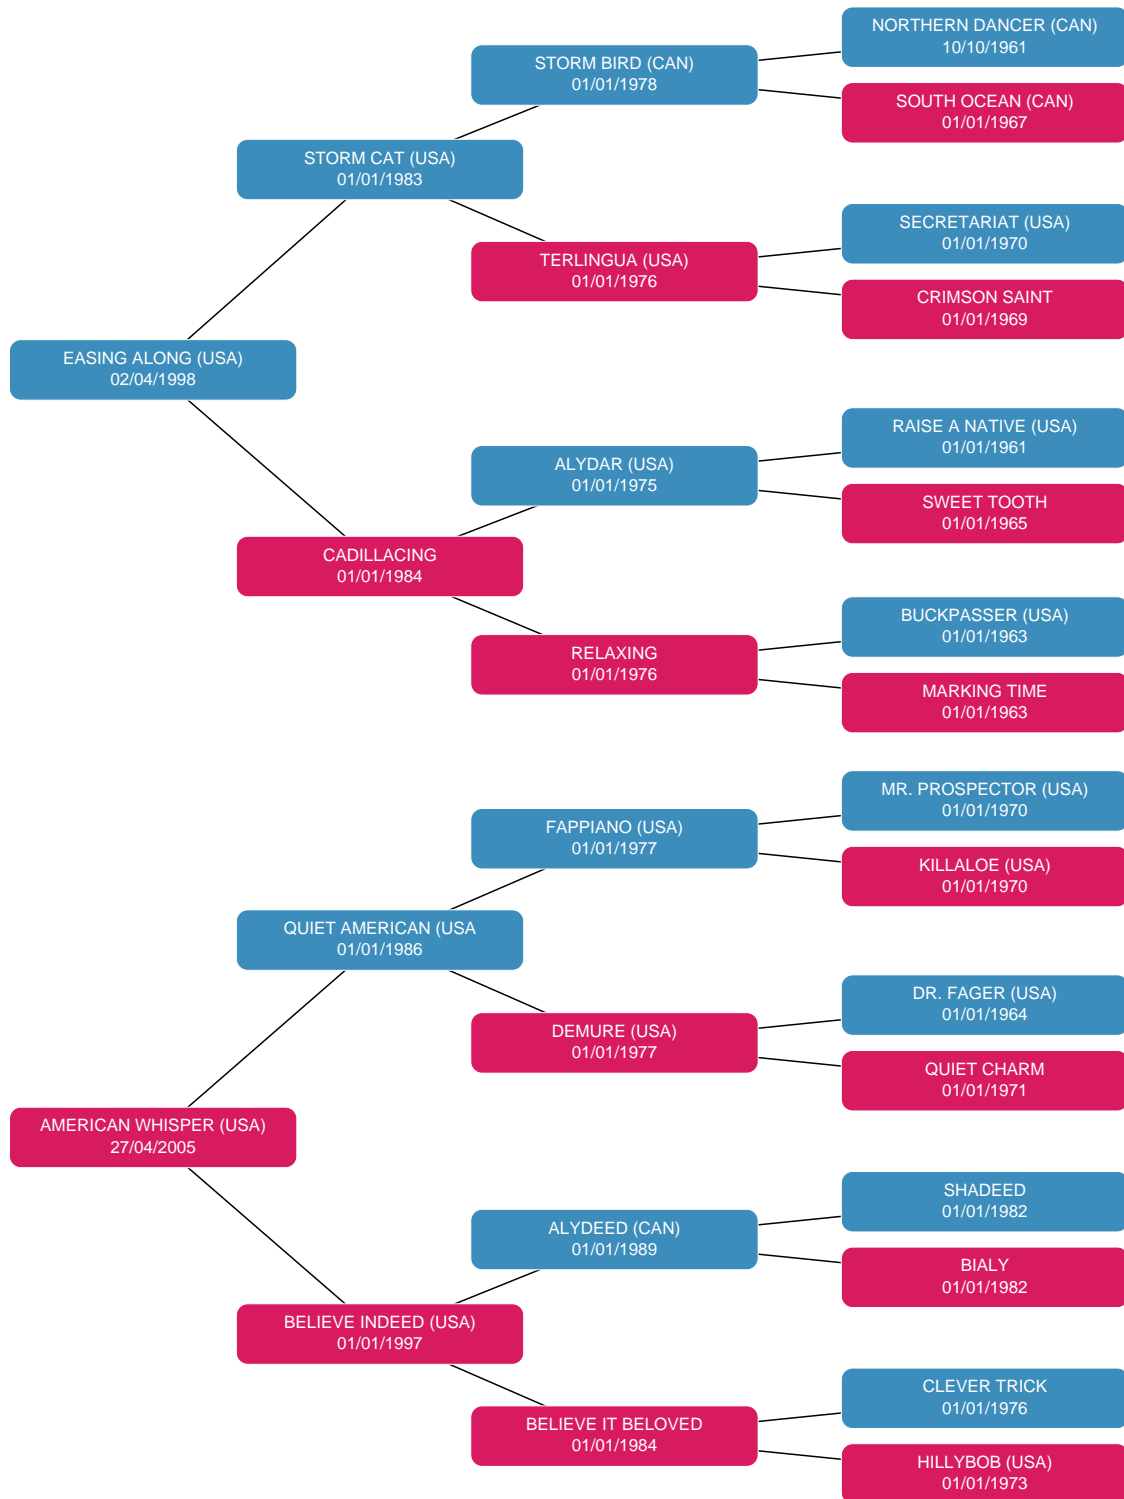 NORTHERN DANCER (CAN)
10/10/1961
STORM BIRD (CAN)
01/01/1978
SOUTH OCEAN (CAN)
01/01/1967
STORM CAT (USA)
01/01/1983
SECRETARIAT (USA)
01/01/1970
TERLINGUA (USA)
01/01/1976
CRIMSON SAINT
01/01/1969
EASING ALONG (USA)
02/04/1998
RAISE A NATIVE (USA)
01/01/1961
ALYDAR (USA)
01/01/1975
SWEET TOOTH
01/01/1965
CADILLACING
01/01/1984
BUCKPASSER (USA)
01/01/1963
RELAXING
01/01/1976
MARKING TIME
01/01/1963
MR. PROSPECTOR (USA)
01/01/1970
FAPPIANO (USA)
01/01/1977
KILLALOE (USA)
01/01/1970
QUIET AMERICAN (USA
01/01/1986
DR. FAGER (USA)
01/01/1964
DEMURE (USA)
01/01/1977
QUIET CHARM
01/01/1971
AMERICAN WHISPER (USA)
27/04/2005
SHADEED
01/01/1982
ALYDEED (CAN)
01/01/1989
BIALY
01/01/1982
BELIEVE INDEED (USA)
01/01/1997
CLEVER TRICK
01/01/1976
BELIEVE IT BELOVED
01/01/1984
HILLYBOB (USA)
01/01/1973